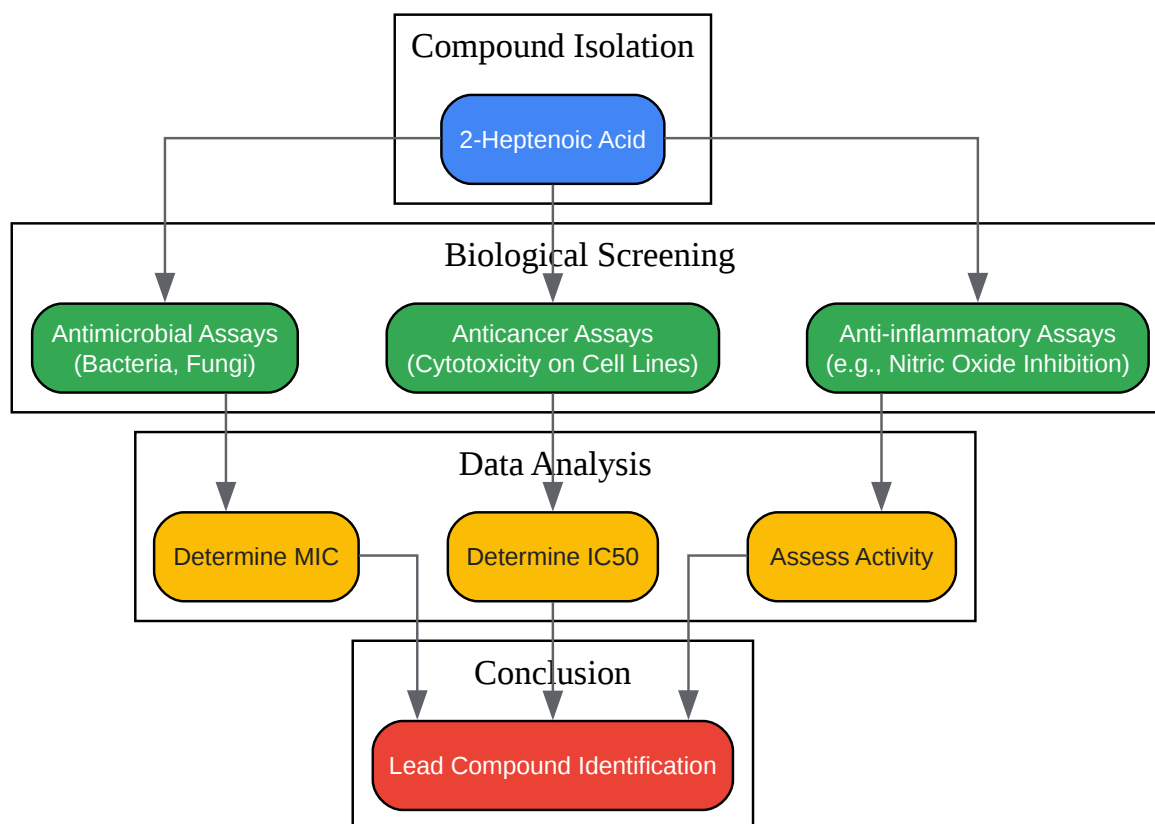 Compound Isolation
2-Heptenoic Acid
Biological Screening
Antimicrobial Assays
(Bacteria, Fungi)
Anticancer Assays
(Cytotoxicity on Cell Lines)
Anti-inflammatory Assays
(e.g., Nitric Oxide Inhibition)
Data Analysis
Determine MIC
Determine IC50
Assess Activity
Conclusion
Lead Compound Identification